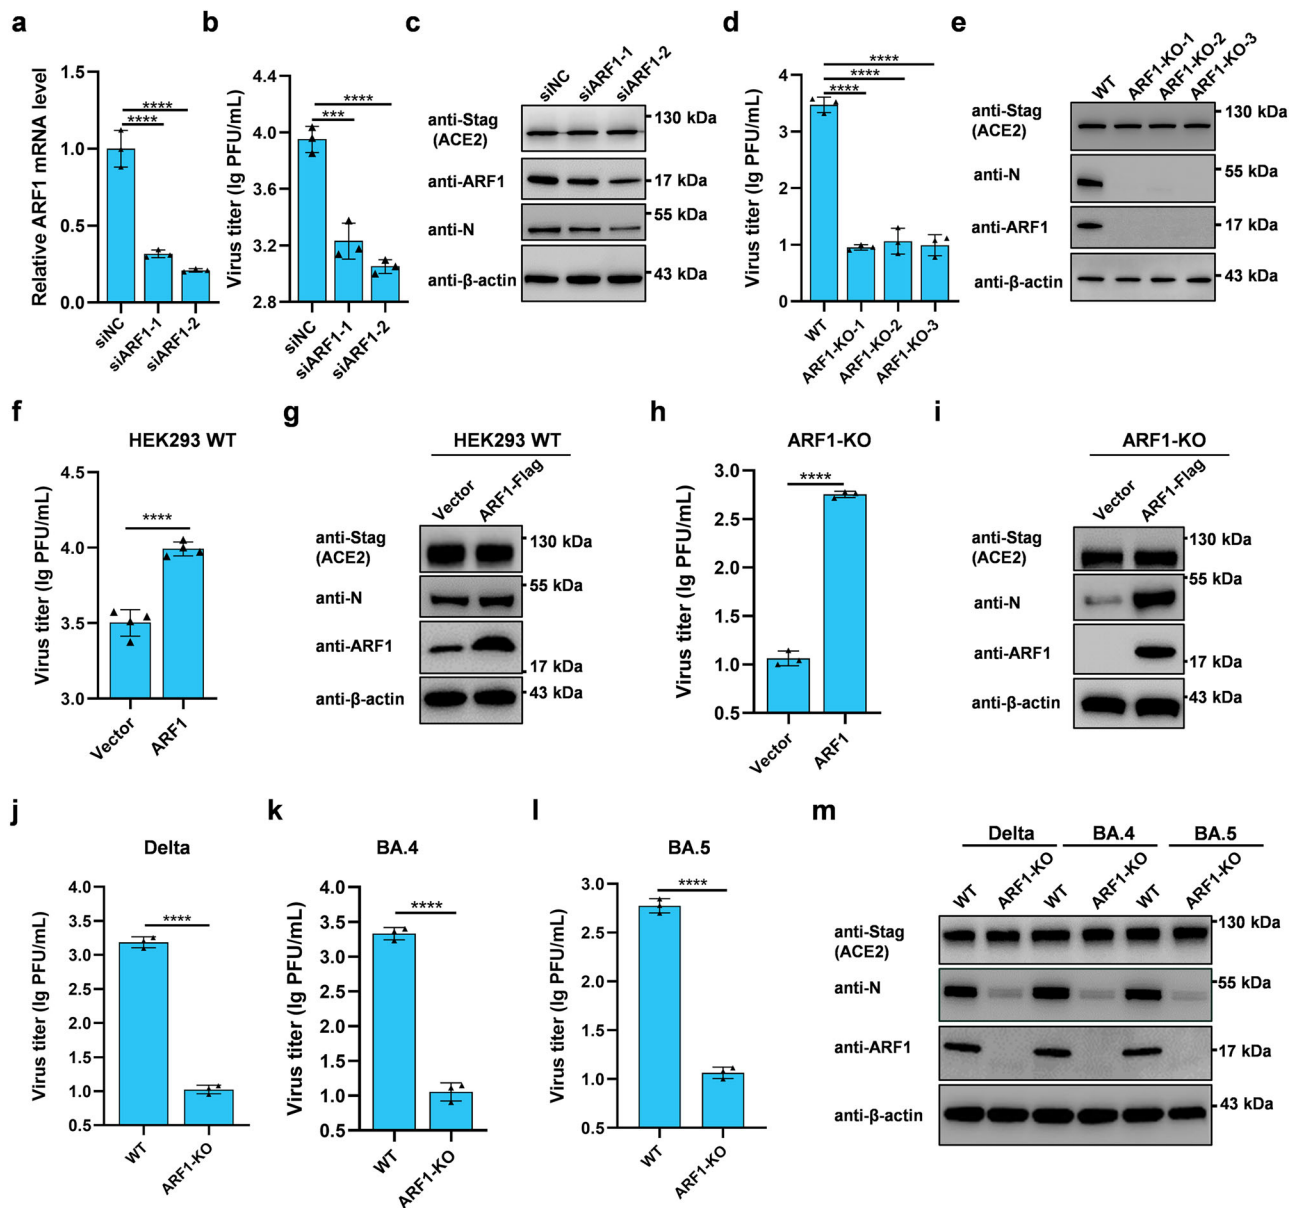 a
Relative ARF1 mRNA level
1.5
1.0
0.5
0.0
****
****
siNC
siARF1-1
siARF1-2
b
Virus titer (lg PFU/mL)
4.4
4.0
3.6
3.2
2.8
****
***
siNC
siARF1-1
siARF1-2
c
siNC
siARF1-1
siARF1-2
anti-Stag
(ACE2)
130 kDa
anti-ARF1
17 kDa
anti-N
55 kDa
anti-β-actin
43 kDa
d
Virus titer (lg PFU/mL)
4
3
2
1
0
****
****
****
WT
ARF1-KO-1
ARF1-KO-2
ARF1-KO-3
e
WT
ARF1-KO-1
ARF1-KO-2
ARF1-KO-3
anti-Stag
(ACE2)
130 kDa
anti-N
55 kDa
anti-ARF1
17 kDa
anti-β-actin
43 kDa
f
HEK293 WT
Virus titer (lg PFU/mL)
4.5
4.0
3.5
3.0
****
Vector
ARF1
g
HEK293 WT
Vector
ARF1-Flag
anti-Stag
(ACE2)
130 kDa
anti-N
55 kDa
anti-ARF1
17 kDa
anti-β-actin
43 kDa
h
ARF1-KO
Virus titer (lg PFU/mL)
3.0
2.5
2.0
1.5
1.0
0.5
****
Vector
ARF1
i
ARF1-KO
Vector
ARF1-Flag
anti-Stag
(ACE2)
130 kDa
anti-N
55 kDa
anti-ARF1
17 kDa
anti-β-actin
43 kDa
j
Delta
Virus titer (lg PFU/mL)
4.0
3.5
3.0
2.5
2.0
1.5
1.0
0.5
****
WT
ARF1-KO
k
BA.4
Virus titer (lg PFU/mL)
4.0
3.5
3.0
2.5
2.0
1.5
1.0
0.5
****
WT
ARF1-KO
l
BA.5
Virus titer (lg PFU/mL)
3.0
2.5
2.0
1.5
1.0
0.5
****
WT
ARF1-KO
m
Delta BA.4 BA.5
WT
ARF1-KO
WT
ARF1-KO
WT
ARF1-KO
anti-Stag
(ACE2)
130 kDa
anti-N
55 kDa
anti-ARF1
17 kDa
anti-β-actin
43 kDa